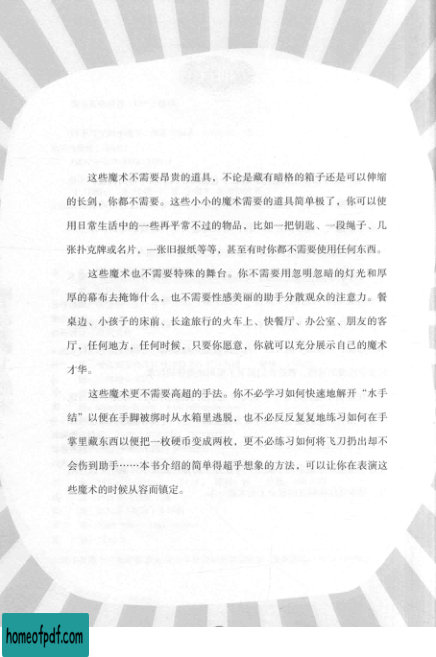 这些魔术不需要昂贵的道具，不论是藏有暗格的箱子还是可以伸缩
的长剑，你都不需要。这些小小的魔术需要的道具简单极了，你可以使
用日常生活中的一些再平常不过的物品，比如一把钥匙、一段绳子、几
张扑克牌或名片，一张旧报纸等等，甚至有时你都不需要使用任何东西。
这些魔术也不需要特殊的舞台。你不需要用忽明忽暗的灯光和厚
厚的幕布去掩饰什么，也不需要性感美丽的助手分散观众的注意力。餐
桌边、小孩子的床前、长途旅行的火车上、快餐厅、办公室、朋友的客
厅，任何地方，任何时候，只要你愿意，你就可以充分展示自己的魔术
才华。
这些魔术更不需要高超的手法。你不必学习如何快速地解开“水手
结”以便在手脚被绑时从水箱里逃脱，也不必反反复复地练习如何在手
掌里藏东西以便把一枚硬币变成两枚，更不必练习如何将飞刀扔出却不
会伤到助手……本书介绍的简单得超乎想象的方法，可以让你在表演这
些魔术的时候从容而镇定。
homeofpdf.com